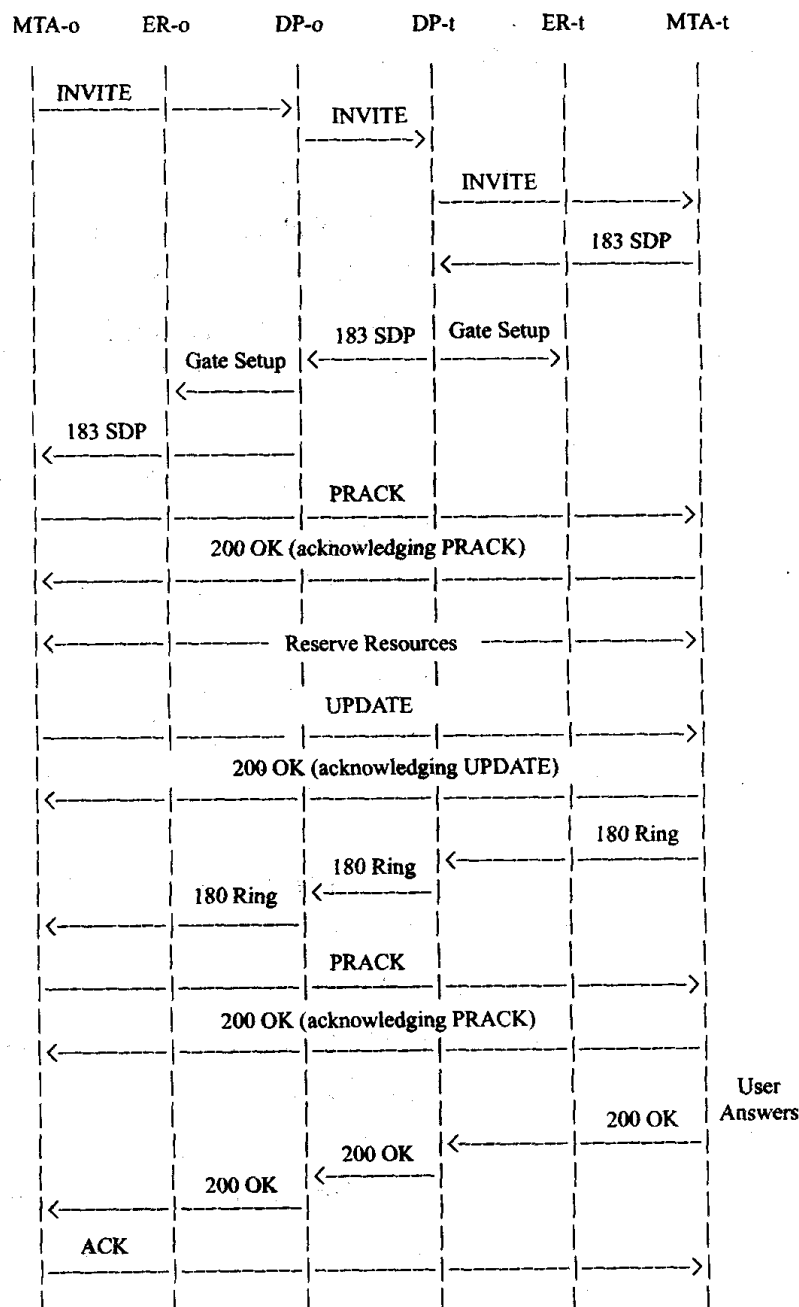 MTA-o ER-o DP-o DP-t ER-t MTA-t
INVITE
INVITE
INVITE
183 SDP
183 SDP Gate Setup
Gate Setup
183 SDP
PRACK
200 OK (acknowledging PRACK)
Reserve Resources
UPDATE
200 OK (acknowledging UPDATE)
180 Ring
180 Ring
180 Ring
PRACK
200 OK (acknowledging PRACK)
User
Answers
200 OK
200 OK
200 OK
ACK